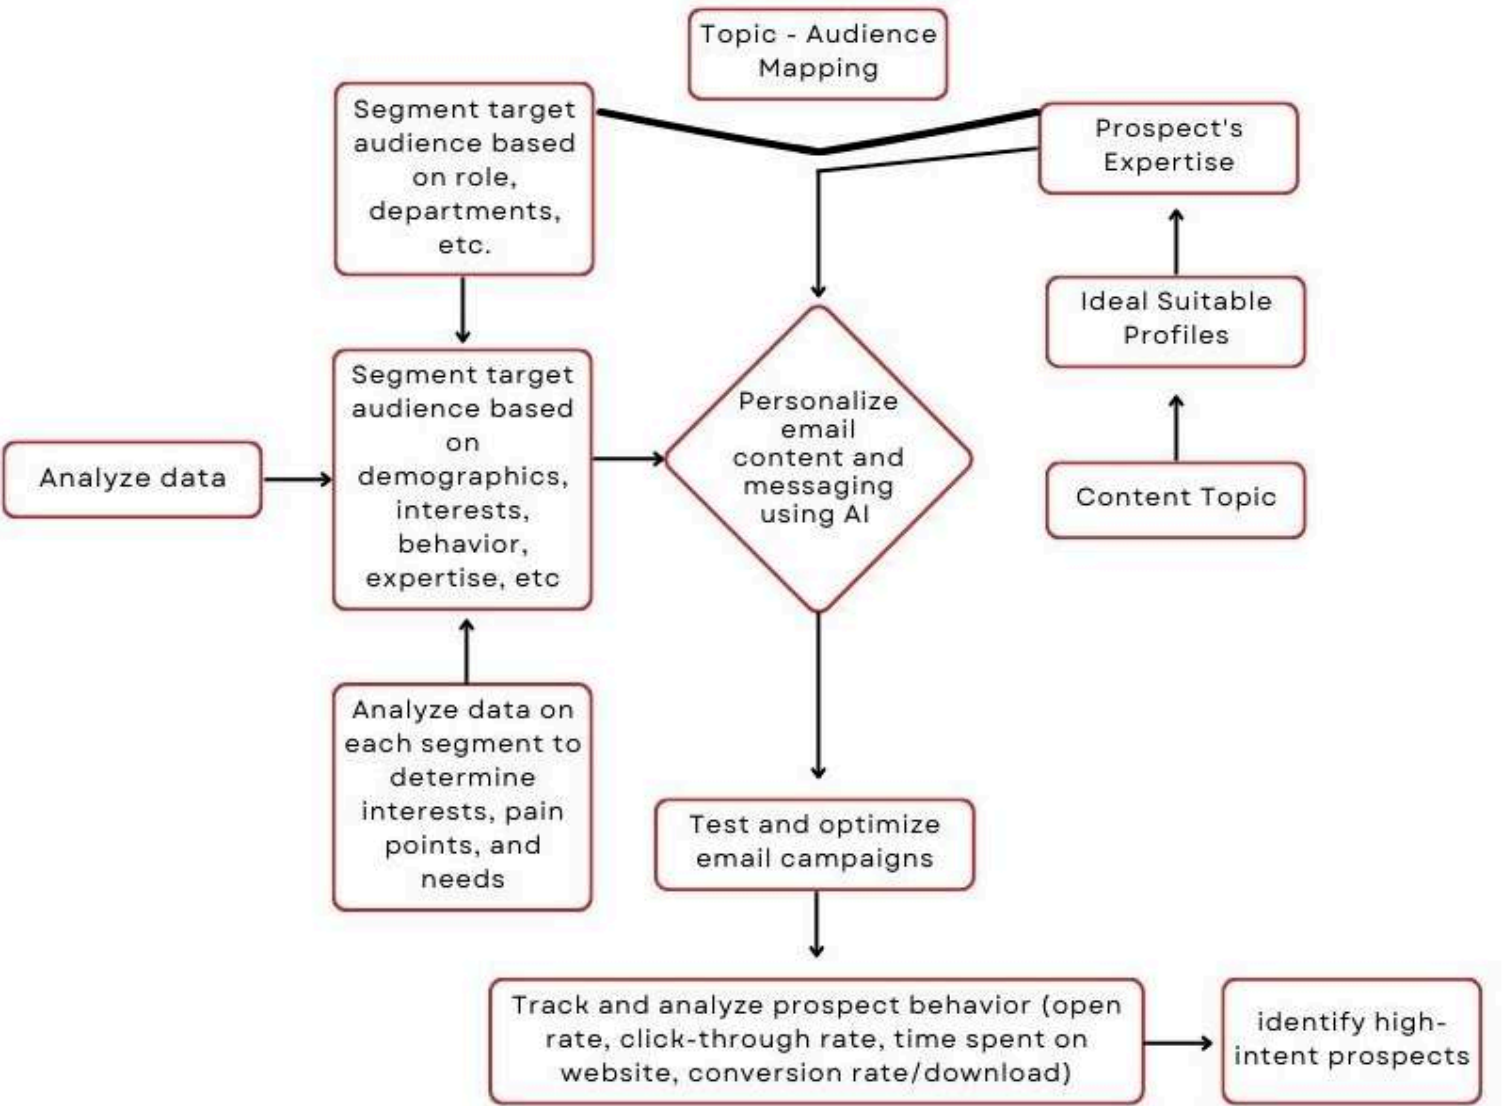 Topic - Audience
Mapping
Segment target
audience based
on role,
departments,
etc.
Prospect's
Expertise
Ideal Suitable
Profiles
Segment target
audience based
on
demographics,
interests,
behavior,
expertise, etc
Personalize
email
content and
messaging
using AI
Analyze data
Content Topic
Analyze data on
each segment to
determine
interests, pain
points, and
needs
Test and optimize
email campaigns
Track and analyze prospect behavior (open
rate, click-through rate, time spent on
website, conversion rate/download)
identify high-
intent prospects